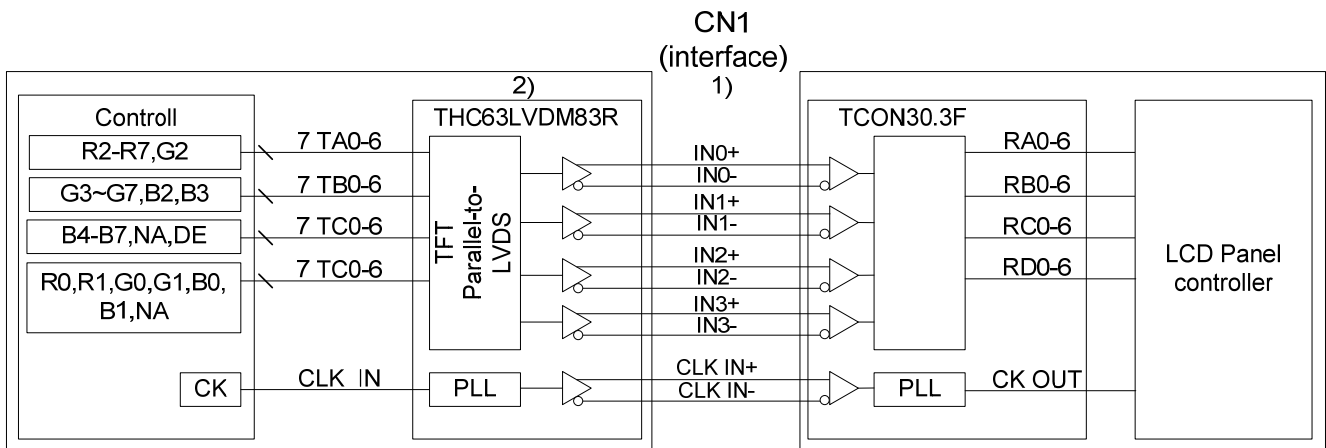 CN1
(interface)
1)
2)
Controll
R2-R7,G2
G3~G7,B2,B3
B4-B7,NA,DE
R0,R1,G0,G1,B0,
B1,NA
CK
7 TA0-6
7 TB0-6
7 TC0-6
7 TC0-6
CLK IN
THC63LVDM83R
TFT
Parallel-to-
LVDS
PLL
IN0+
IN0-
IN1+
IN1-
IN2+
IN2-
IN3+
IN3-
CLK IN+
CLK IN-
TCON30.3F
PLL
RA0-6
RB0-6
RC0-6
RD0-6
CK OUT
LCD Panel
controller